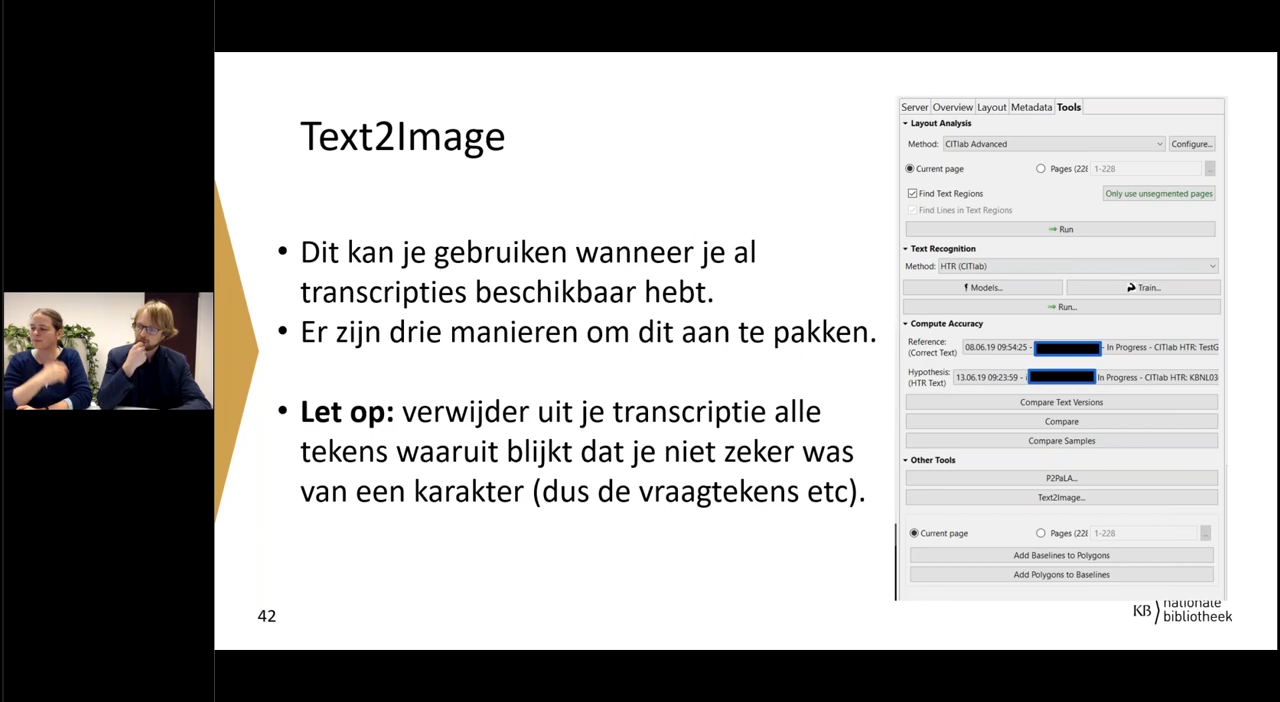 Text2Image
• Dit kan je gebruiken wanneer je al
transcripties beschikbaar hebt.
• Er zijn drie manieren om dit aan te pakken.
• Let op: verwijder uit je transcriptie alle
tekens waaruit blijkt dat je niet zeker was
van een karakter (dus de vraagtekens etc).
42
Server Overview Layout Metadata Tools
Layout Analysis
Method: CITlab Advanced Configure...
Current page Pages (228 1-228 ...
Find Text Regions Only use unsegmented pages
Find Lines in Text Regions
Run
Text Recognition
Method: HTR (CITlab)
Models... Train...
Run...
Compute Accuracy
Reference:
(Correct Text) 08.06.19 09:54:25 - - In Progress - CITlab HTR: TestG
Hypothesis:
(HTR Text) 13.06.19 09:23:59 - In Progress - CITlab HTR: KBNL03
Compare Text Versions
Compare
Compare Samples
Other Tools
P2PaLA...
Text2Image...
Current page Pages (228 1-228 ...
Add Baselines to Polygons
Add Polygons to Baselines
KB nationale
bibliotheek